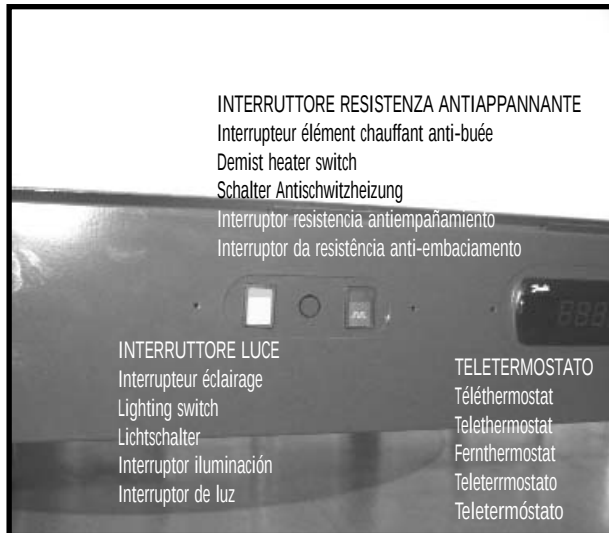 INTERRUTTORE RESISTENZA ANTIAPPANNANTE
Interrupteur élément chauffant anti-buée
Demist heater switch
Schalter Antischwitzheizung
Interruptor resistencia antiempañamiento
Interruptor da resistência anti-embaciamento
INTERRUTTORE LUCE
Interrupteur éclairage
Lighting switch
Lichtschalter
Interruptor iluminación
Interruptor de luz
TELETERMOSTATO
Téléthermostat
Telethermostat
Fernthermostat
Teletermostato
Teletermóstato